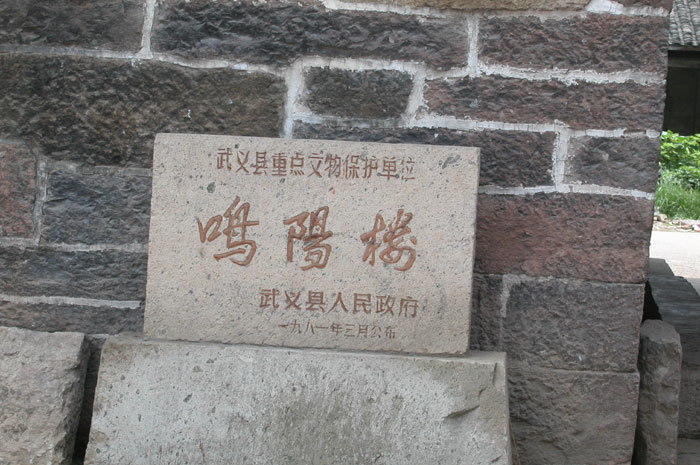 武义县重点文物保护单位
鸣陽楼
武义县人民政府
一九八一年三月公布